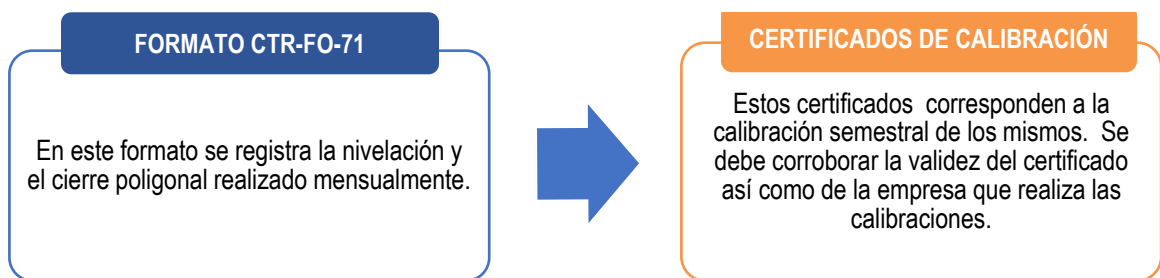 FORMATO CTR-FO-71
En este formato se registra la nivelación y
el cierre poligonal realizado mensualmente.
CERTIFICADOS DE CALIBRACIÓN
Estos certificados corresponden a la
calibración semestral de los mismos. Se
debe corroborar la validez del certificado
así como de la empresa que realiza las
calibraciones.